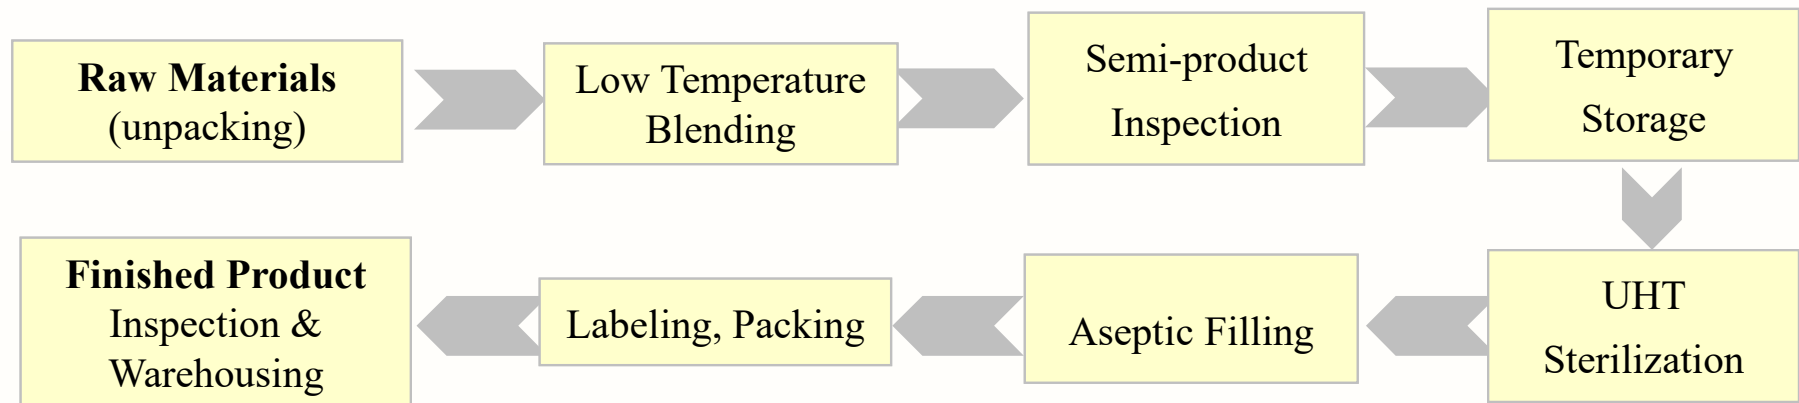 Raw Materials
(unpacking)
Low Temperature
Blending
Semi-product
Inspection
Temporary
Storage
UHT
Sterilization
Aseptic Filling
Labeling, Packing
Finished Product
Inspection &
Warehousing